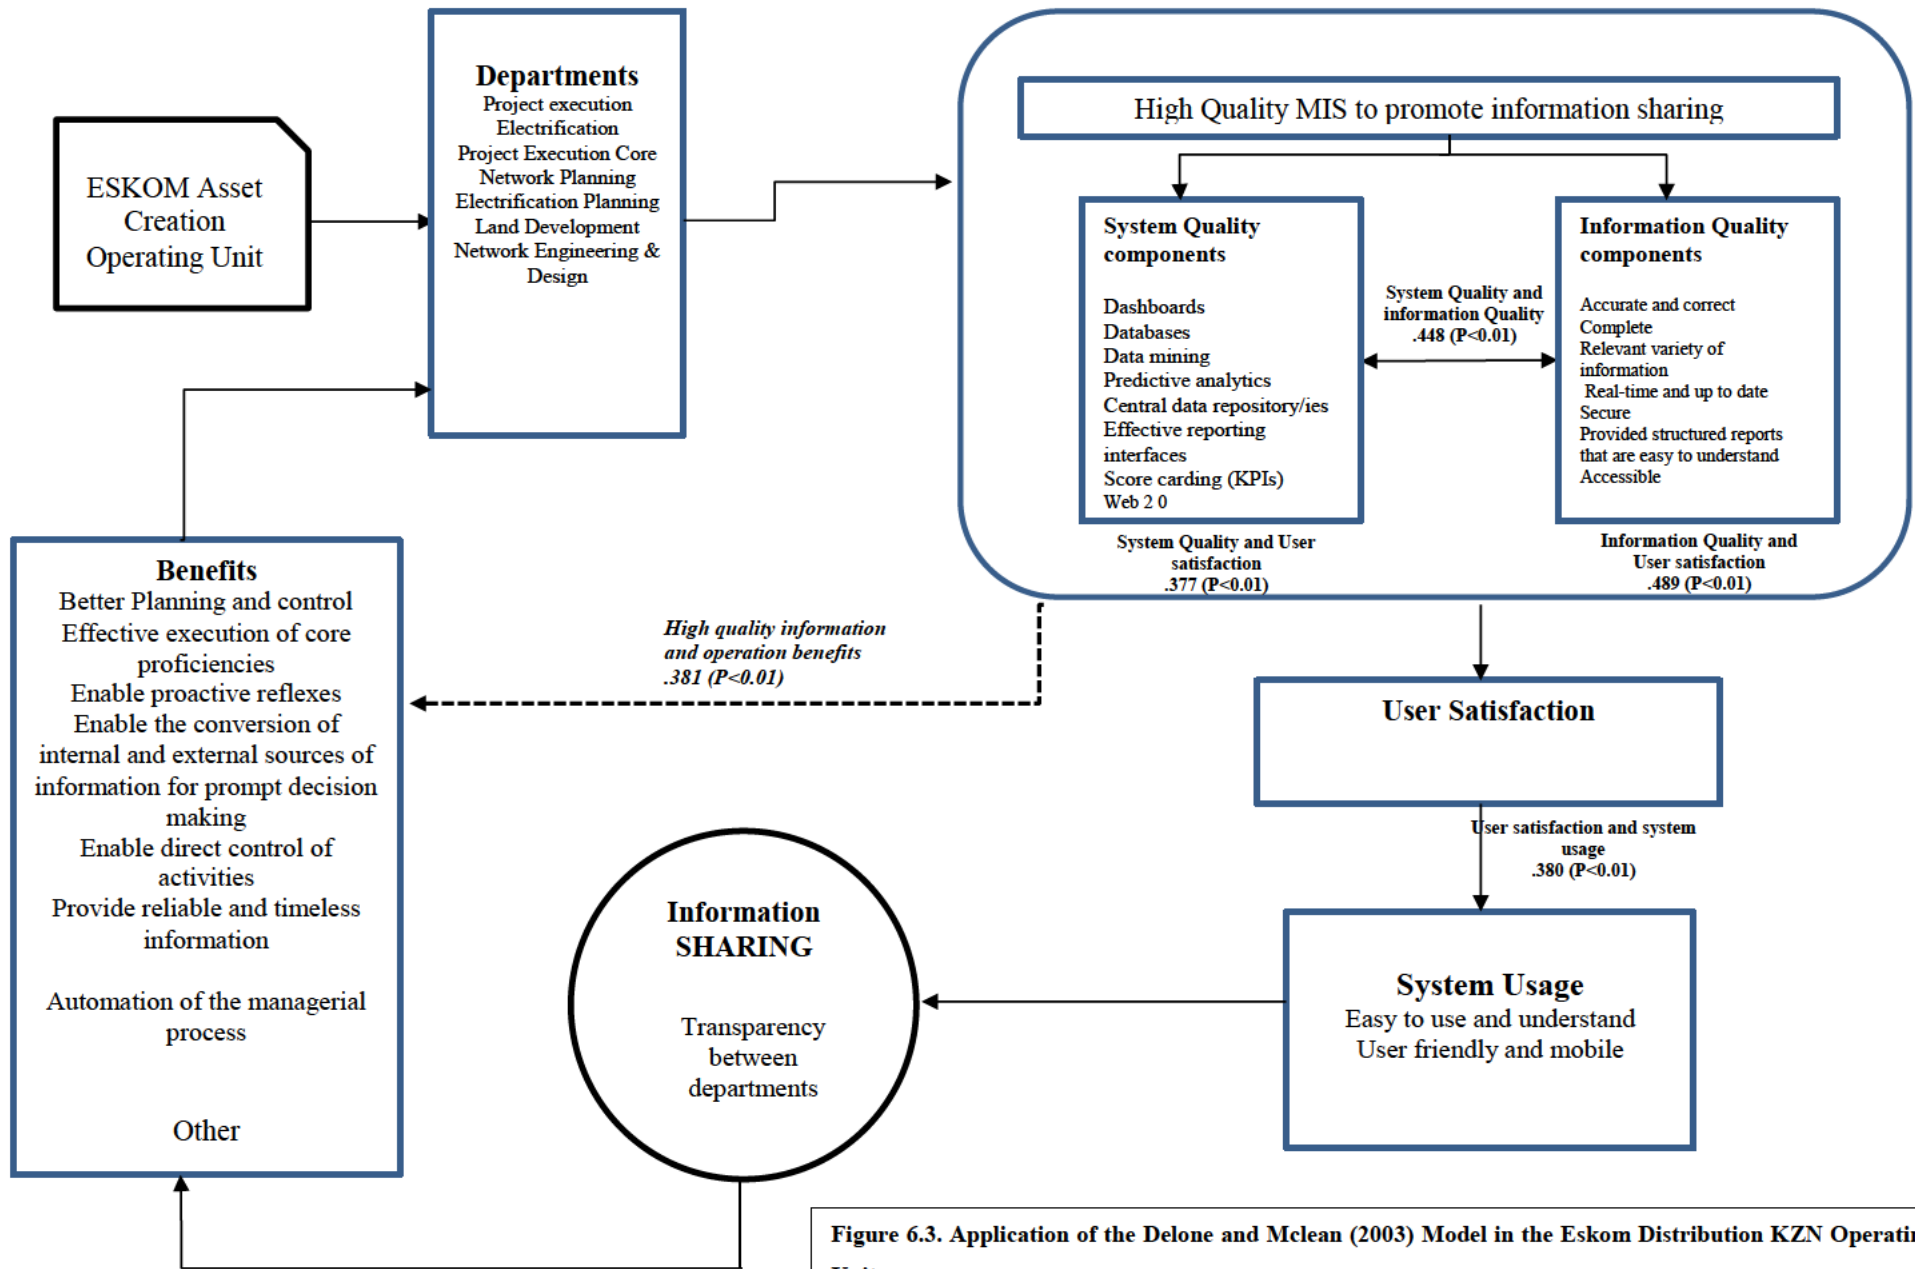 ESKOM Asset
Creation
Operating Unit
Departments
Project execution
Electrification
Project Execution Core
Network Planning
Electrification Planning
Land Development
Network Engineering &
Design
High Quality MIS to promote information sharing
System Quality
components
Dashboards
Databases
Data mining
Predictive analytics
Central data repository/ies
Effective reporting
interfaces
Score carding (KPIs)
Web 2 0
System Quality and
information Quality
.448 (P<0.01)
Information Quality
components
Accurate and correct
Complete
Relevant variety of
information
Real-time and up to date
Secure
Provided structured reports
that are easy to understand
Accessible
System Quality and User
satisfaction
.377 (P<0.01)
Information Quality and
User satisfaction
.489 (P<0.01)
Benefits
Better Planning and control
Effective execution of core
proficiencies
Enable proactive reflexes
Enable the conversion of
internal and external sources of
information for prompt decision
making
Enable direct control of
activities
Provide reliable and timeless
information
Automation of the managerial
process
Other
High quality information
and operation benefits
.381 (P<0.01)
User Satisfaction
User satisfaction and system
usage
.380 (P<0.01)
Information
SHARING
Transparency
between
departments
System Usage
Easy to use and understand
User friendly and mobile
Figure 6.3. Application of the Delone and Mclean (2003) Model in the Eskom Distribution KZN Operatin